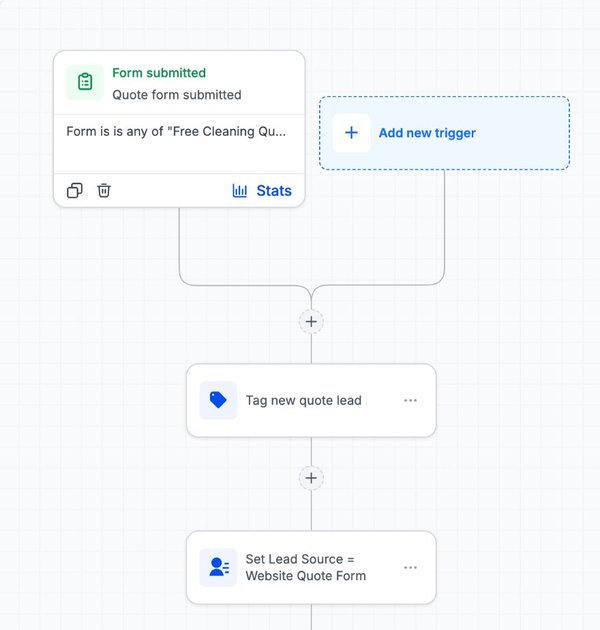 Form submitted
Quote form submitted
Form is is any of "Free Cleaning Qu...
Stats
Add new trigger
Tag new quote lead
Set Lead Source =
Website Quote Form